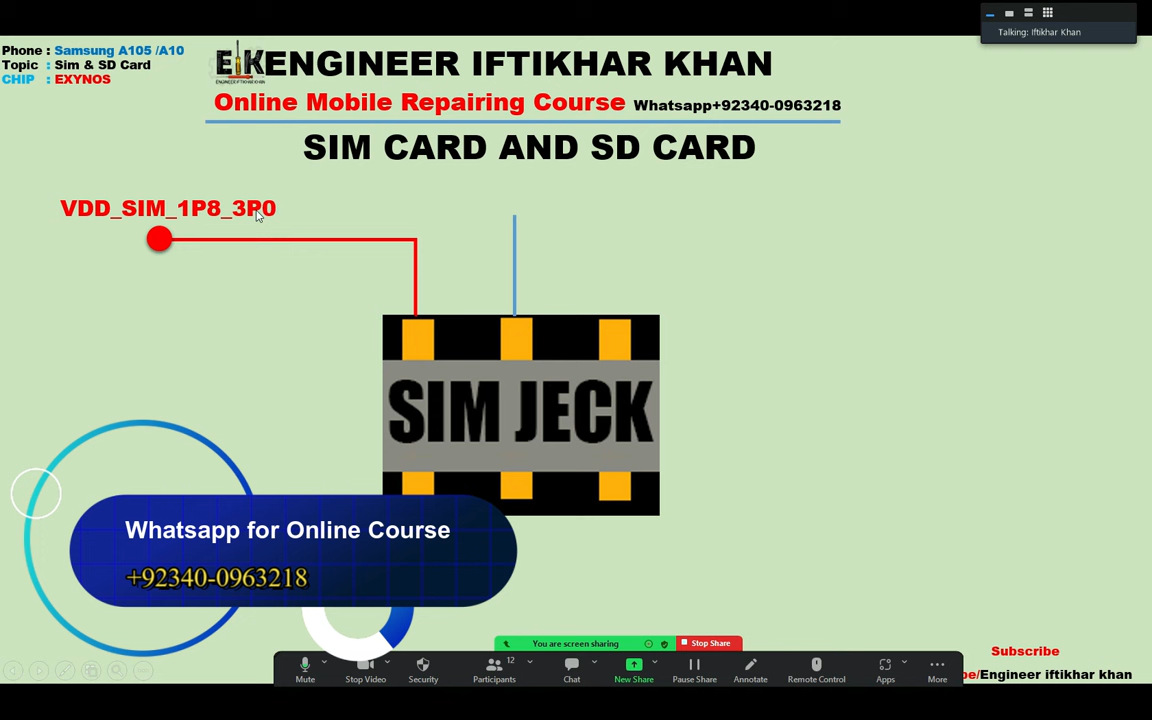 Talking: Iftikhar Khan
Phone : Samsung A105 /A10
Topic : Sim & SD Card
CHIP : EXYNOS
EIK
ENGINEER IFTIKHAR KHAN
Online Mobile Repairing Course Whatsapp+92340-0963218
SIM CARD AND SD CARD
VDD_SIM_1P8_3P0
SIM JECK
Whatsapp for Online Course
+92340-0963218
You are screen sharing
Stop Share
Subscribe
be/Engineer iftikhar khan
12
Mute
Stop Video
Security
Participants
Chat
New Share
Pause Share
Annotate
Remote Control
Apps
More